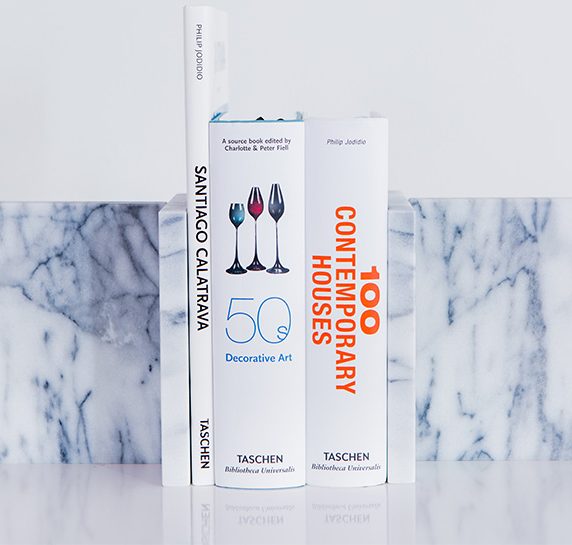 PHILIP JODIDIO
SANTIAGO CALATRAVA
TASCHEN
A source book edited by
Charlotte & Peter Fiell
50s
Decorative Art
TASCHEN
Bibliotheca Universalis
Philip Jodidio
100
CONTEMPORARY
HOUSES
TASCHEN
Bibliotheca Universalis